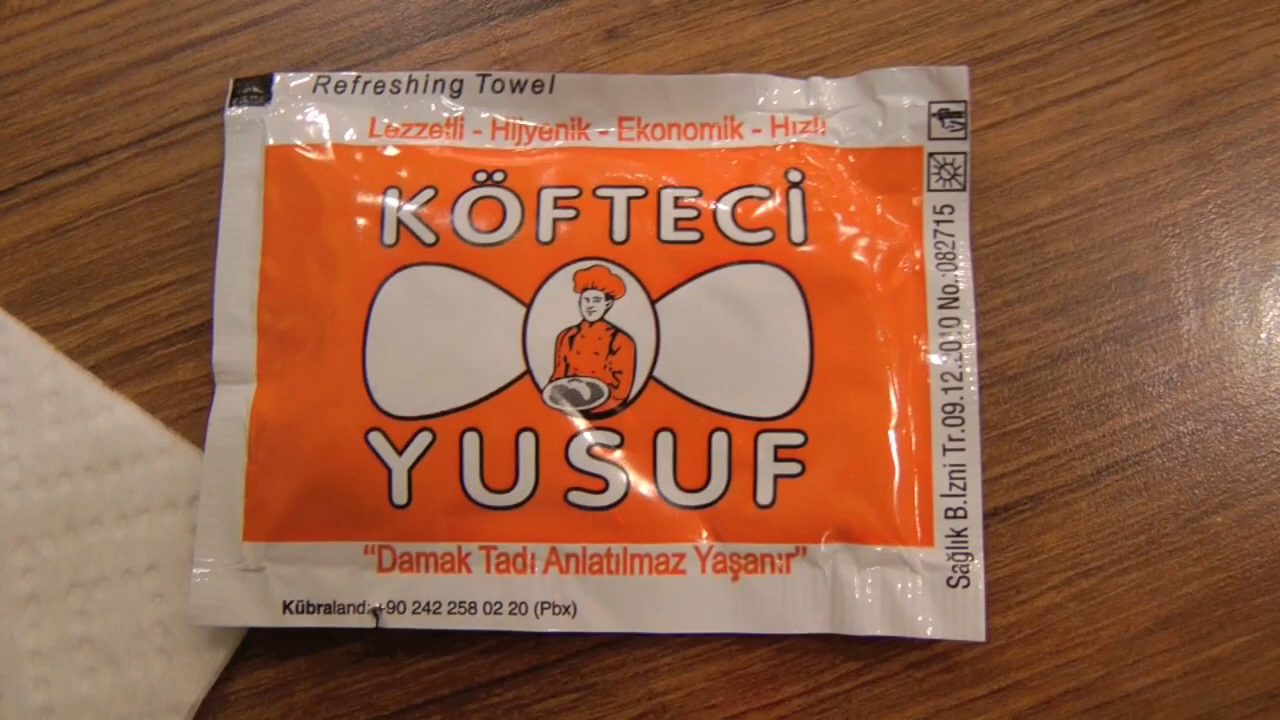 Refreshing Towel
Lezzetli - Hijyenik - Ekonomik - Hızlı
KÖFTECİ
YUSUF
“Damak Tadı Anlatılmaz Yaşanır”
Kübraland: +90 242 258 02 20 (Pbx)
Sağlık B.İzni Tr.09.12.2010 No.:082715